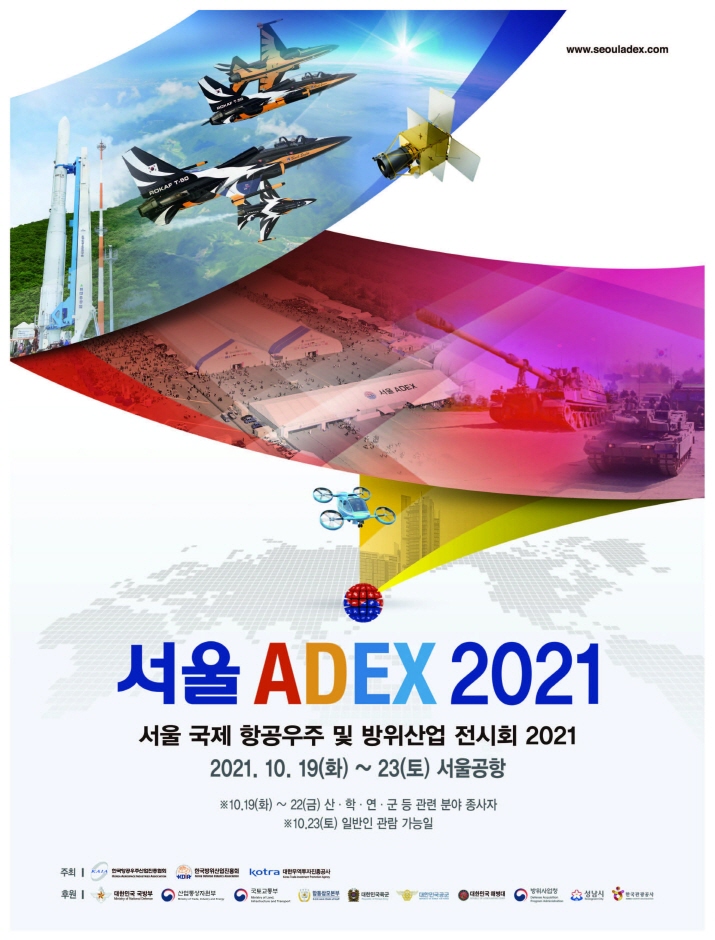 www.seouladex.com
ROKAF T-50
ROKAF T-50
서울 ADEX
서울 ADEX 2021
서울 국제 항공우주 및 방위산업 전시회 2021
2021. 10. 19(화) ~ 23(토) 서울공항
※10.19(화) ~ 22(금) 산 · 학 · 연 · 군 등 관련 분야 종사자
※10.23(토) 일반인 관람 가능일
주최 | KAIA 한국항공우주산업진흥협회 KDIA 한국방위산업진흥회 kotra 대한무역투자진흥공사
후원 | 대한민국 국방부 산업통상자원부 국토교통부 합동참모본부 대한민국육군 대한민국공군 대한민국 해병대 방위사업청 성남시 한국관광공사
Ministry of National Defense